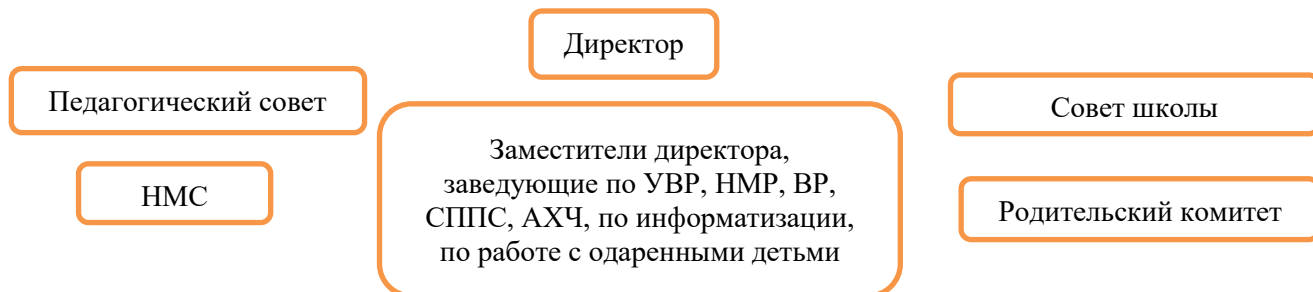 Директор
Педагогический совет
Совет школы
Заместители директора,
заведующие по УВР, НМР, ВР,
СППС, АХЧ, по информатизации,
по работе с одаренными детьми
НМС
Родительский комитет